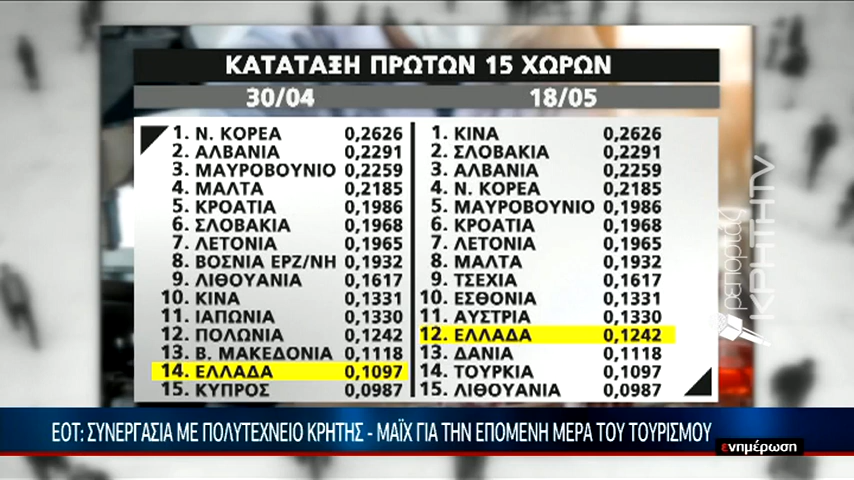 ΚΑΤΑΤΑΞΗ ΠΡΩΤΩΝ 15 ΧΩΡΩΝ
30/04 18/05
1. Ν. ΚΟΡΕΑ 0,2626 1. ΚΙΝΑ 0,2626
2. ΑΛΒΑΝΙΑ 0,2291 2. ΣΛΟΒΑΚΙΑ 0,2291
3. ΜΑΥΡΟΒΟΥΝΙΟ 0,2259 3. ΑΛΒΑΝΙΑ 0,2259
4. ΜΑΛΤΑ 0,2185 4. Ν. ΚΟΡΕΑ 0,2185
5. ΚΡΟΑΤΙΑ 0,1986 5. ΜΑΥΡΟΒΟΥΝΙΟ 0,1986
6. ΣΛΟΒΑΚΙΑ 0,1968 6. ΚΡΟΑΤΙΑ 0,1968
7. ΛΕΤΟΝΙΑ 0,1965 7. ΛΕΤΟΝΙΑ 0,1965
8. ΒΟΣΝΙΑ ΕΡΖ/ΝΗ 0,1932 8. ΜΑΛΤΑ 0,1932
9. ΛΙΘΟΥΑΝΙΑ 0,1617 9. ΤΣΕΧΙΑ 0,1617
10. ΚΙΝΑ 0,1331 10. ΕΣΘΟΝΙΑ 0,1331
11. ΙΑΠΩΝΙΑ 0,1330 11. ΑΥΣΤΡΙΑ 0,1330
12. ΠΟΛΩΝΙΑ 0,1242 12. ΕΛΛΑΔΑ 0,1242
13. Β. ΜΑΚΕΔΟΝΙΑ 0,1118 13. ΔΑΝΙΑ 0,1118
14. ΕΛΛΑΔΑ 0,1097 14. ΤΟΥΡΚΙΑ 0,1097
15. ΚΥΠΡΟΣ 0,0987 15. ΛΙΘΟΥΑΝΙΑ 0,0987
ρεπορτάζ
ΚΡΗΤΗTV
ΕΟΤ: ΣΥΝΕΡΓΑΣΙΑ ΜΕ ΠΟΛΥΤΕΧΝΕΙΟ ΚΡΗΤΗΣ - ΜΑΪΧ ΓΙΑ ΤΗΝ ΕΠΟΜΕΝΗ ΜΕΡΑ ΤΟΥ ΤΟΥΡΙΣΜΟΥ
ενημέρωση